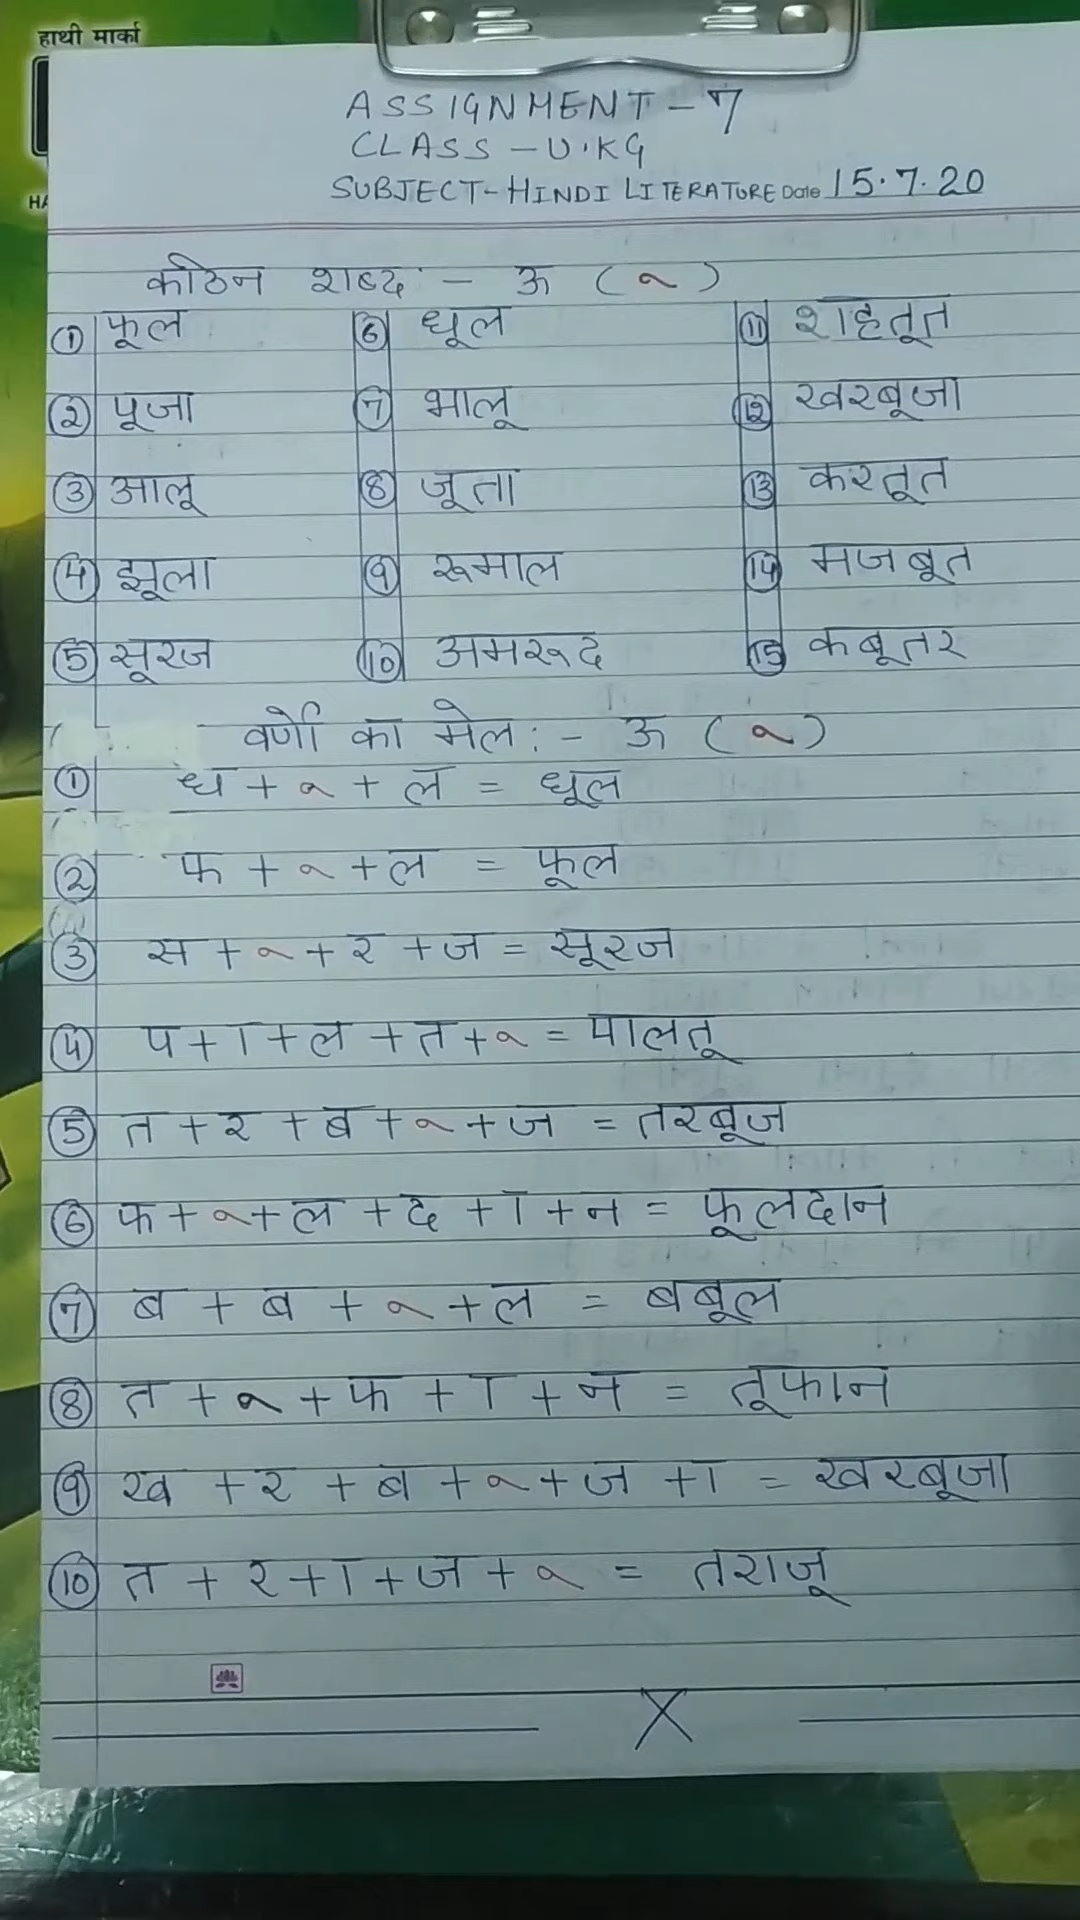 हाथी मार्का
HA
ASSIGNMENT-7
CLASS-U.KG
SUBJECT-HINDI LITERATURE Date 15.7.20
कठिन शब्द :- ऊ ( ू )
1 फूल 6 धूल 11 शहतूत
2 पूजा 7 भालू 12 खरबूजा
3 आलू 8 जूता 13 करतूत
4 झूला 9 रूमाल 14 मजबूत
5 सूरज 10 अमरूद 15 कबूतर
वर्णो का मेल :- ऊ ( ू )
1 ध + ू + ल = धूल
2 फ + ू + ल = फूल
3 स + ू + र + ज = सूरज
4 प + ा + ल + त + ू = पालतू
5 त + र + ब + ू + ज = तरबूज
6 फ + ू + ल + द + ा + न = फूलदान
7 ब + ब + ू + ल = बबूल
8 त + ू + फ + ा + न = तूफान
9 ख + र + ब + ू + ज + ा = खरबूजा
10 त + र + ा + ज + ू = तराजू
X